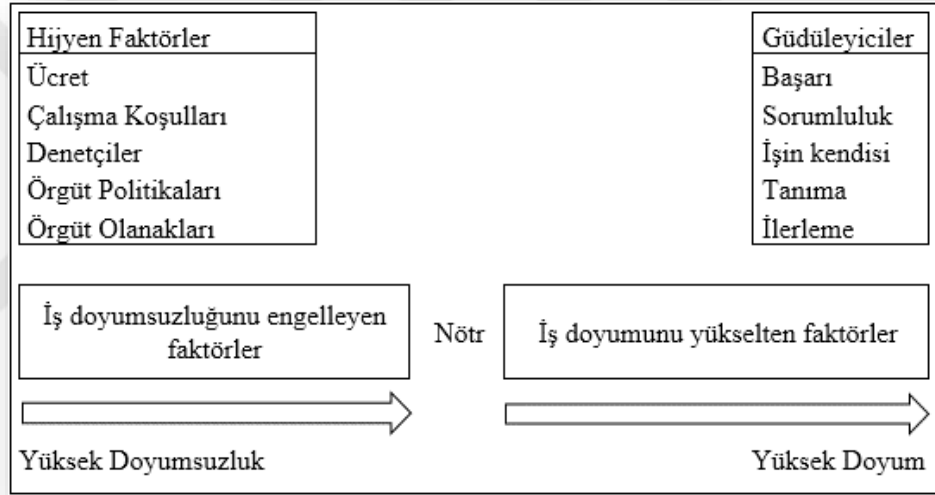 Hijyen Faktörler
Ücret
Çalışma Koşulları
Denetçiler
Örgüt Politikaları
Örgüt Olanakları
Güdüleyiciler
Başarı
Sorumluluk
İşin kendisi
Tanıma
İlerleme
İş doyumsuzluğunu engelleyen
faktörler
Nötr
İş doyumunu yükselten faktörler
Yüksek Doyumsuzluk
Yüksek Doyum